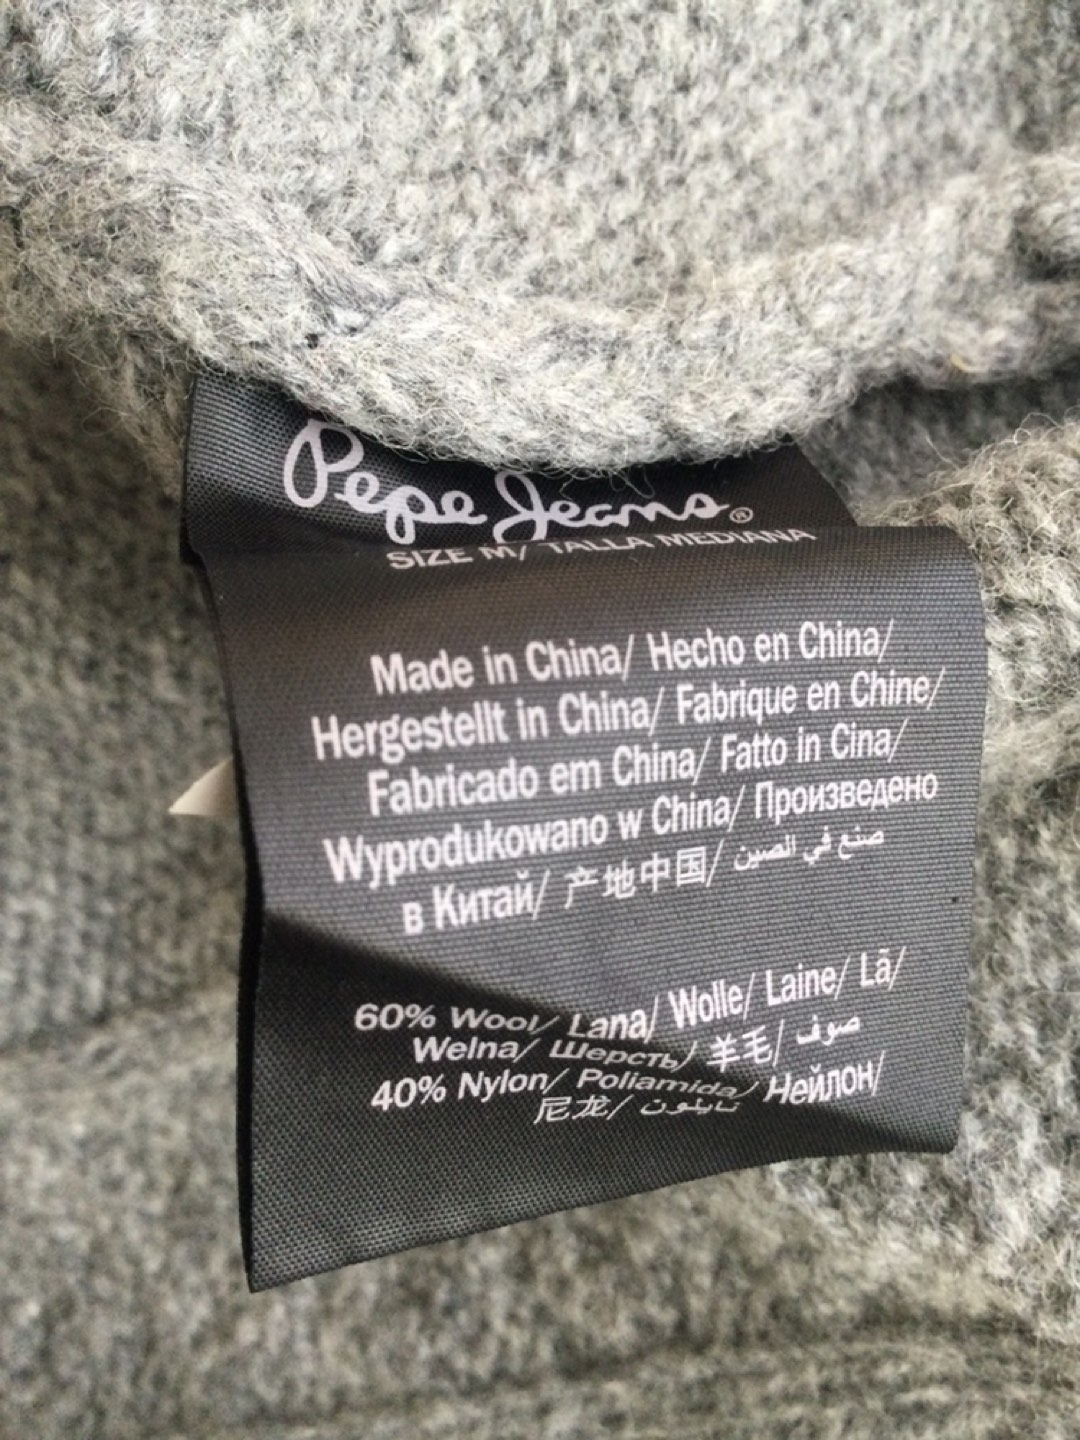 Pepe Jeans®
SIZE M/ TALLA MEDIANA
Made in China/ Hecho en China/
Hergestellt in China/ Fabrique en Chine/
Fabricado em China/ Fatto in Cina/
Wyprodukowano w China/ Произведено
в Китай/ 产地中国/ صنع في الصين
60% Wool/ Lana/ Wolle/ Laine/ Lã/
Welna/ Шерсть/ 羊毛/ صوف/
40% Nylon/ Poliamida/ Нейлон/
尼龙/ نايلون